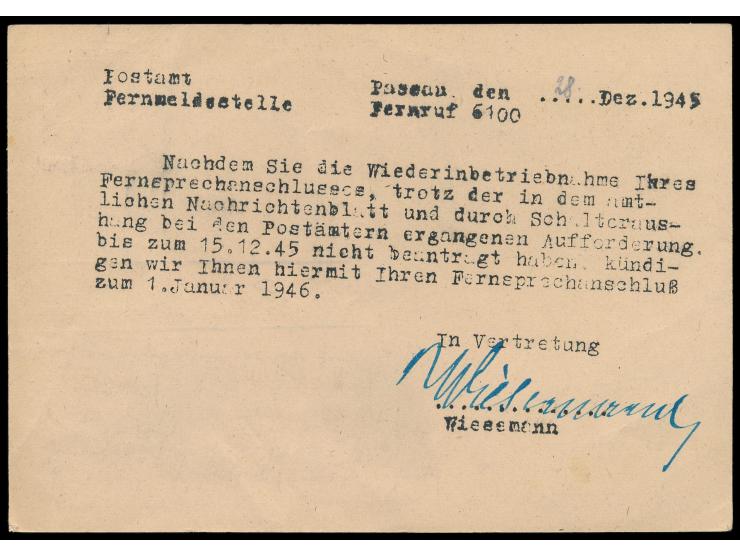 Postamt
Fernmeldestelle
Passau, den 28.....Dez.1945
Fernruf 6100
Nachdem Sie die Wiederinbetriebnahme Ihres
Fernsprechanschlusses, trotz der in dem amt-
lichen Nachrichtenblatt und durch Schalteraus-
hang bei den Postämtern ergangenen Aufforderung,
bis zum 15.12.45 nicht beantragt haben, kündi-
gen wir Ihnen hiermit Ihren Fernsprechanschluß
zum 1.Januar 1946.
In Vertretung
Wiesemann
Wiesemann